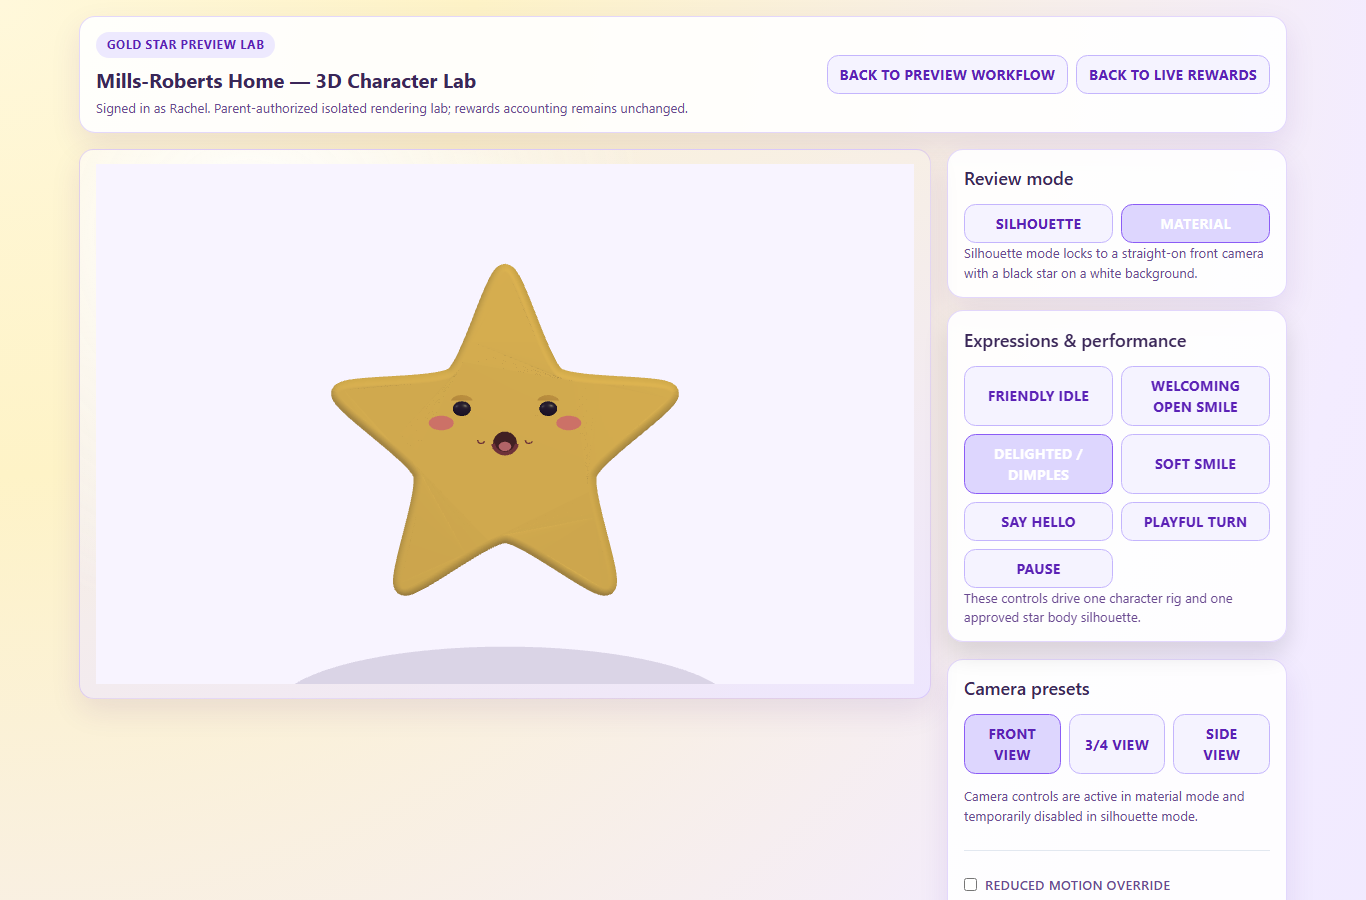 GOLD STAR PREVIEW LAB
Mills-Roberts Home — 3D Character Lab
Signed in as Rachel. Parent-authorized isolated rendering lab; rewards accounting remains unchanged.
BACK TO PREVIEW WORKFLOW
BACK TO LIVE REWARDS
Review mode
SILHOUETTE
MATERIAL
Silhouette mode locks to a straight-on front camera
with a black star on a white background.
Expressions & performance
FRIENDLY IDLE
WELCOMING
OPEN SMILE
DELIGHTED /
DIMPLES
SOFT SMILE
SAY HELLO
PLAYFUL TURN
PAUSE
These controls drive one character rig and one
approved star body silhouette.
Camera presets
FRONT
VIEW
3/4 VIEW
SIDE
VIEW
Camera controls are active in material mode and
temporarily disabled in silhouette mode.
REDUCED MOTION OVERRIDE